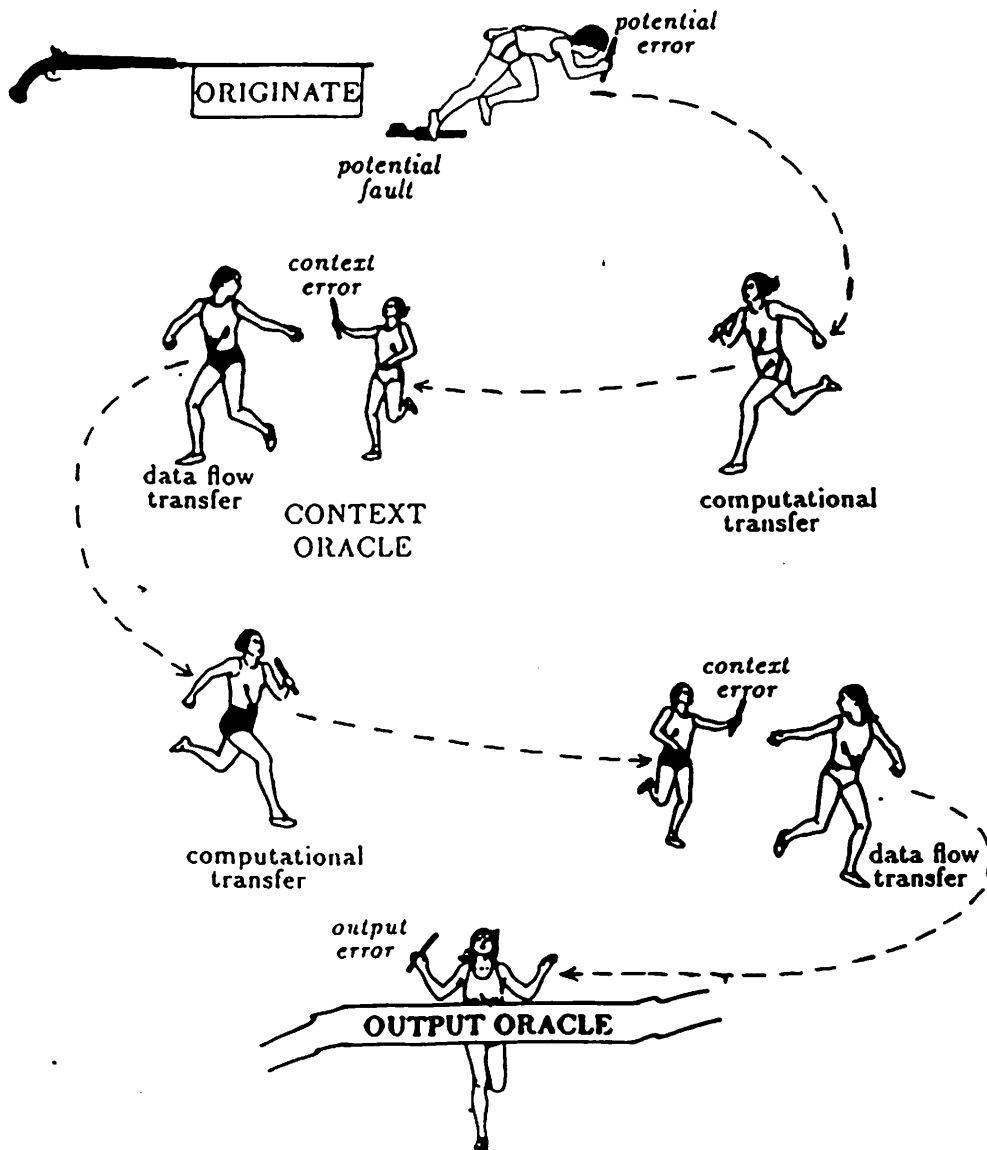 potential
error
ORIGINATE
potential
fault
context
error
data flow
transfer
CONTEXT
ORACLE
computational
transfer
context
error
computational
transfer
data flow
transfer
output
error
OUTPUT ORACLE